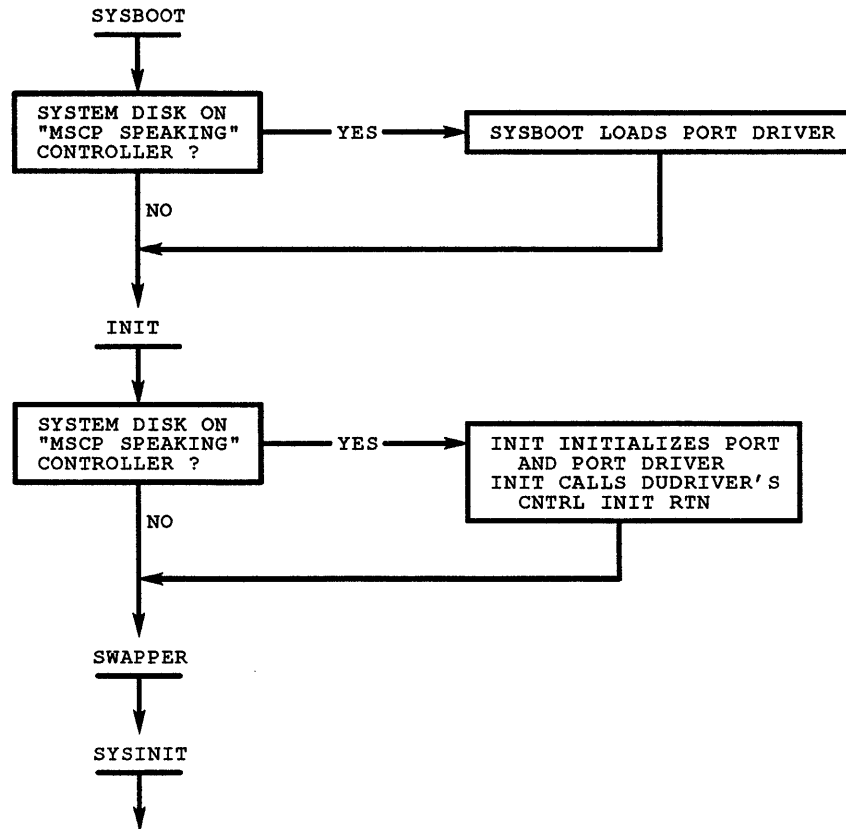 SYSBOOT
SYSTEM DISK ON
"MSCP SPEAKING"
CONTROLLER ?
YES
SYSBOOT LOADS PORT DRIVER
NO
INIT
SYSTEM DISK ON
"MSCP SPEAKING"
CONTROLLER ?
YES
INIT INITIALIZES PORT
AND PORT DRIVER
INIT CALLS DUDRIVER'S
CNTRL INIT RTN
NO
SWAPPER
SYSINIT